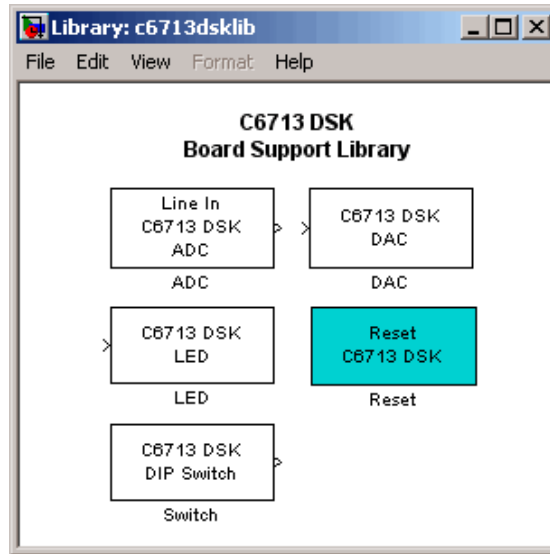 Library: c6713dsklib
File Edit View Format Help
C6713 DSK
Board Support Library
Line In
C6713 DSK
ADC
ADC
C6713 DSK
DAC
DAC
C6713 DSK
LED
LED
Reset
C6713 DSK
Reset
C6713 DSK
DIP Switch
Switch